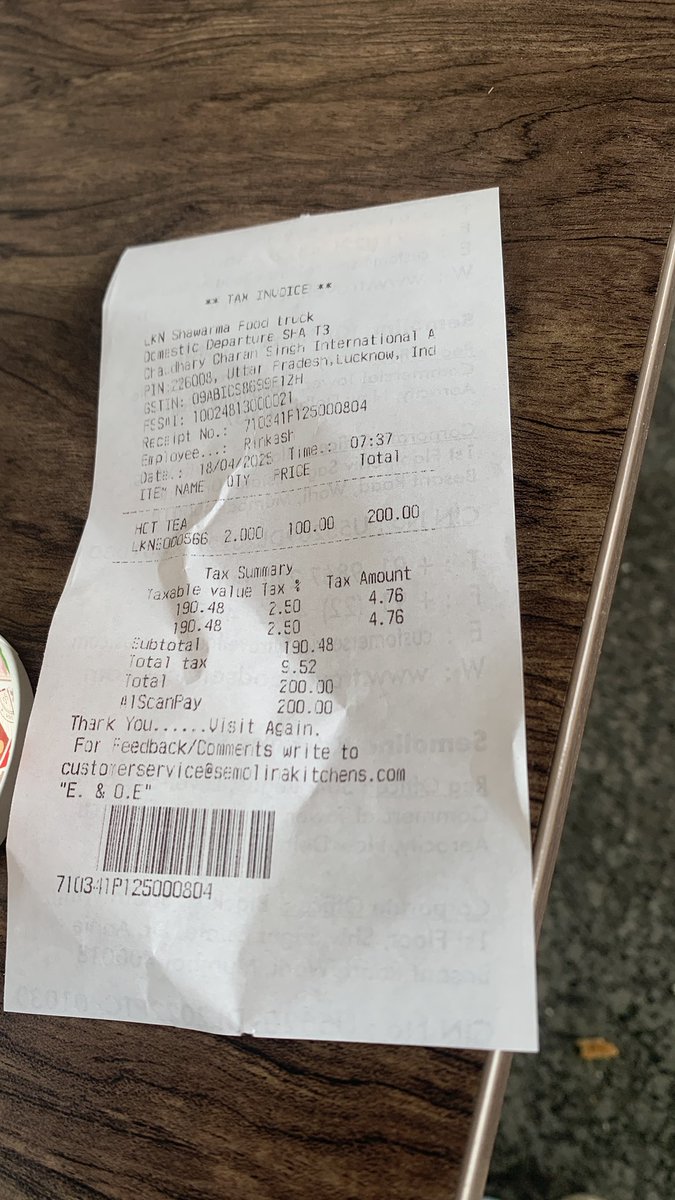 ** TAX INVOICE **
LKN Shawarma Food truck
Domestic Departure SHA T3
Chaudhary Charan Singh International A
PIN:226008, Uttar Pradesh,Lucknow, Ind
GSTIN: 09ABICS8699F1ZH
FSSAI: 10024813000021
Receipt No.: 710341P125000804
Employee...: Rinkash
Date.: 18/04/2025 Time.: 07:37
ITEM NAME QTY PRICE Total
HOT TEA
LKN5000566 2.000 100.00 200.00
Tax Summary
Taxable value Tax % Tax Amount
190.48 2.50 4.76
190.48 2.50 4.76
Subtotal 190.48
Total tax 9.52
Total 200.00
A1ScanPay 200.00
Thank You......Visit Again.
For Feedback/Comments write to
customerservice@semolinakitchens.com
"E. & O.E"
710341P125000804